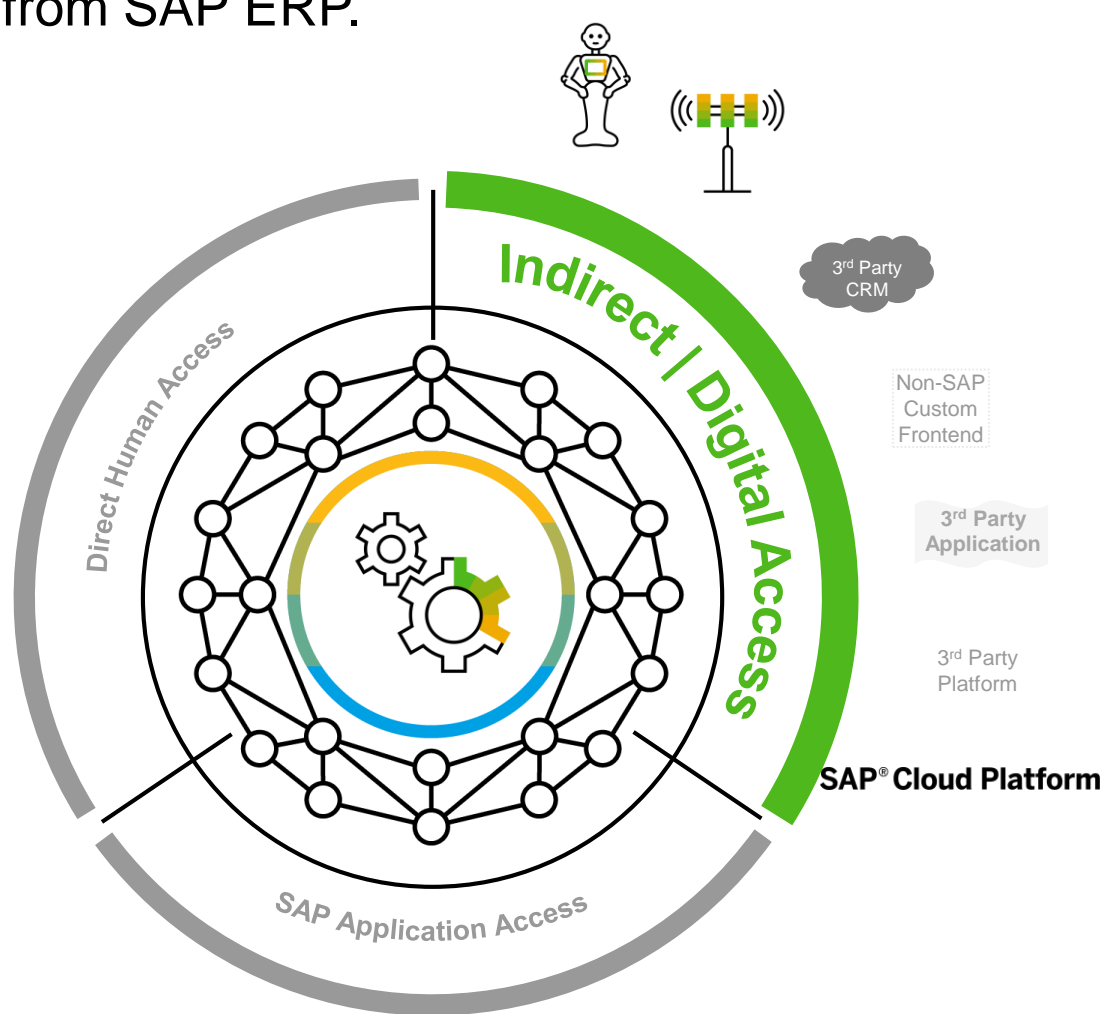 from SAP ERP.
3rd Party
CRM
Indirect | Digital Access
Direct Human Access
Non-SAP
Custom
Frontend
3rd Party
Application
3rd Party
Platform
SAP® Cloud Platform
SAP Application Access